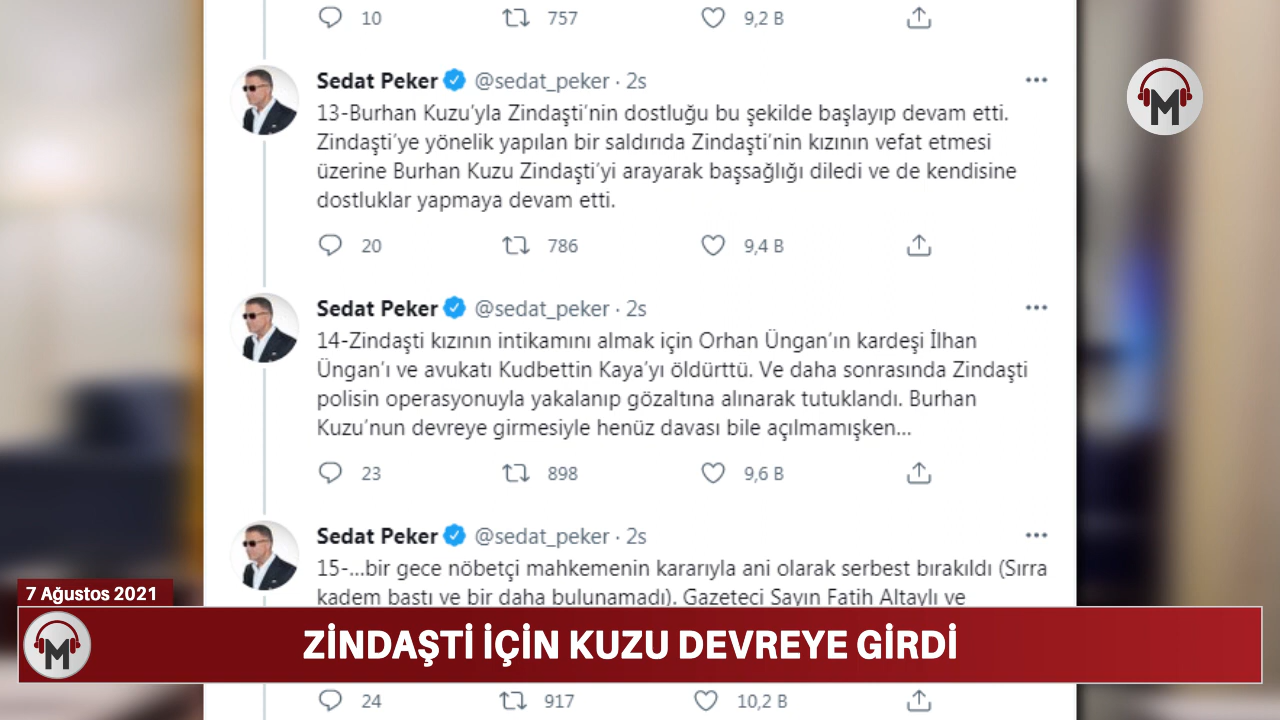 10 757 9,2 B
Sedat Peker @sedat_peker · 2s
13-Burhan Kuzu'yla Zindaşti'nin dostluğu bu şekilde başlayıp devam etti.
Zindaşti'ye yönelik yapılan bir saldırıda Zindaşti'nin kızının vefat etmesi
üzerine Burhan Kuzu Zindaşti'yi arayarak başsağlığı diledi ve de kendisine
dostluklar yapmaya devam etti.
20 786 9,4 B
Sedat Peker @sedat_peker · 2s
14-Zindaşti kızının intikamını almak için Orhan Üngan'ın kardeşi İlhan
Üngan'ı ve avukatı Kudbettin Kaya'yı öldürttü. Ve daha sonrasında Zindaşti
polisin operasyonuyla yakalanıp gözaltına alınarak tutuklandı. Burhan
Kuzu'nun devreye girmesiyle henüz davası bile açılmamışken...
23 898 9,6 B
Sedat Peker @sedat_peker · 2s
15-...bir gece nöbetçi mahkemenin kararıyla ani olarak serbest bırakıldı (Sırra
kadem bastı ve bir daha bulunamadı). Gazeteci Sayın Fatih Altaylı ve
7 Ağustos 2021
M
ZİNDAŞTİ İÇİN KUZU DEVREYE GİRDİ
24 917 10,2 B
M